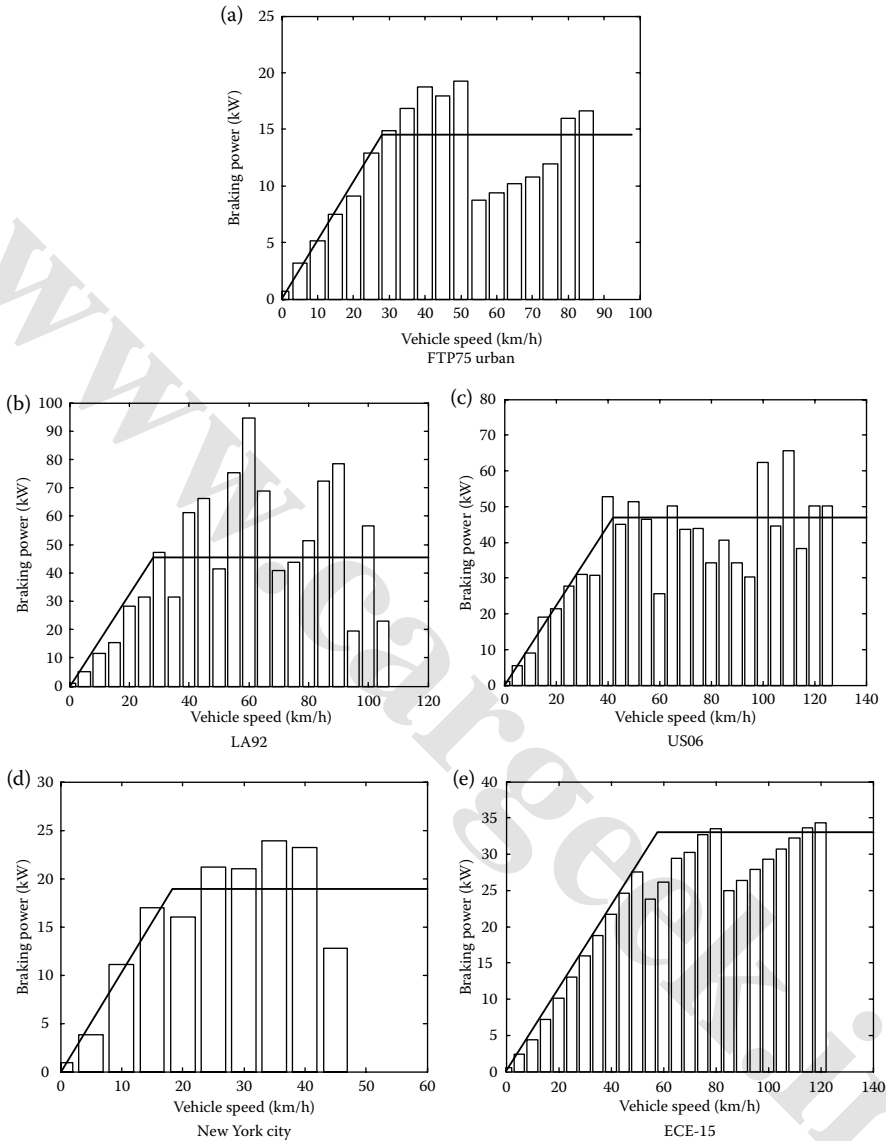 (a)
25
20
15
10
5
0
Braking power (kW)
0 10 20 30 40 50 60 70 80 90 100
Vehicle speed (km/h)
FTP75 urban
(b)
100
90
80
70
60
50
40
30
20
10
0
Braking power (kW)
0 20 40 60 80 100 120
Vehicle speed (km/h)
LA92
(c)
80
70
60
50
40
30
20
10
0
Braking power (kW)
0 20 40 60 80 100 120 140
Vehicle speed (km/h)
US06
(d)
30
25
20
15
10
5
0
Braking power (kW)
0 10 20 30 40 50 60
Vehicle speed (km/h)
New York city
(e)
40
35
30
25
20
15
10
5
0
Braking power (kW)
0 20 40 60 80 100 120 140
Vehicle speed (km/h)
ECE-15
www.cargeek.ir